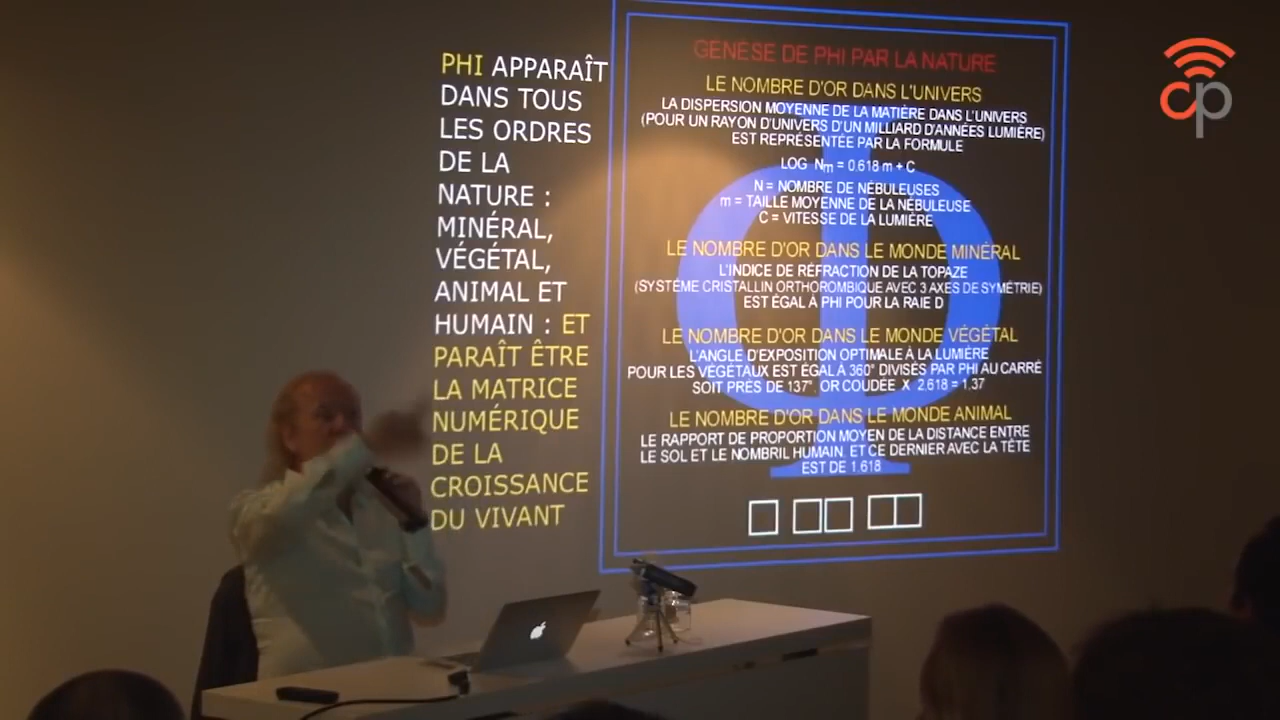 PHI APPARAÎT
DANS TOUS
LES ORDRES
DE LA
NATURE :
MINÉRAL,
VÉGÉTAL,
ANIMAL ET
HUMAIN : ET
PARAÎT ÊTRE
LA MATRICE
NUMÉRIQUE
DE LA
CROISSANCE
DU VIVANT
GENESE DE PHI PAR LA NATURE
LE NOMBRE D'OR DANS L'UNIVERS
LA DISPERSION MOYENNE DE LA MATIÈRE DANS L'UNIVERS
(POUR UN RAYON D'UNIVERS D'UN MILLIARD D'ANNÉES LUMIÈRE)
EST REPRÉSENTÉE PAR LA FORMULE
LOG Nm = 0.618 m + C
N = NOMBRE DE NÉBULEUSES
m = TAILLE MOYENNE DE LA NÉBULEUSE
C = VITESSE DE LA LUMIÈRE
LE NOMBRE D'OR DANS LE MONDE MINÉRAL
L'INDICE DE RÉFRACTION DE LA TOPAZE
(SYSTÉME CRISTALLIN ORTHOROMBIQUE AVEC 3 AXES DE SYMÉTRIE)
EST ÉGAL À PHI POUR LA RAIE D
LE NOMBRE D'OR DANS LE MONDE VÉGÉTAL
L'ANGLE D'EXPOSITION OPTIMALE À LA LUMIÈRE
POUR LES VÉGÉTAUX EST ÉGAL À 360° DIVISÉS PAR PHI AU CARRÉ
SOIT PRÉS DE 137° OR COUDÉE X 2.618 = 1.37
LE NOMBRE D'OR DANS LE MONDE ANIMAL
LE RAPPORT DE PROPORTION MOYEN DE LA DISTANCE ENTRE
LE SOL ET LE NOMBRIL HUMAIN ET CE DERNIER AVEC LA TÊTE
EST DE 1.618
Φ
cp